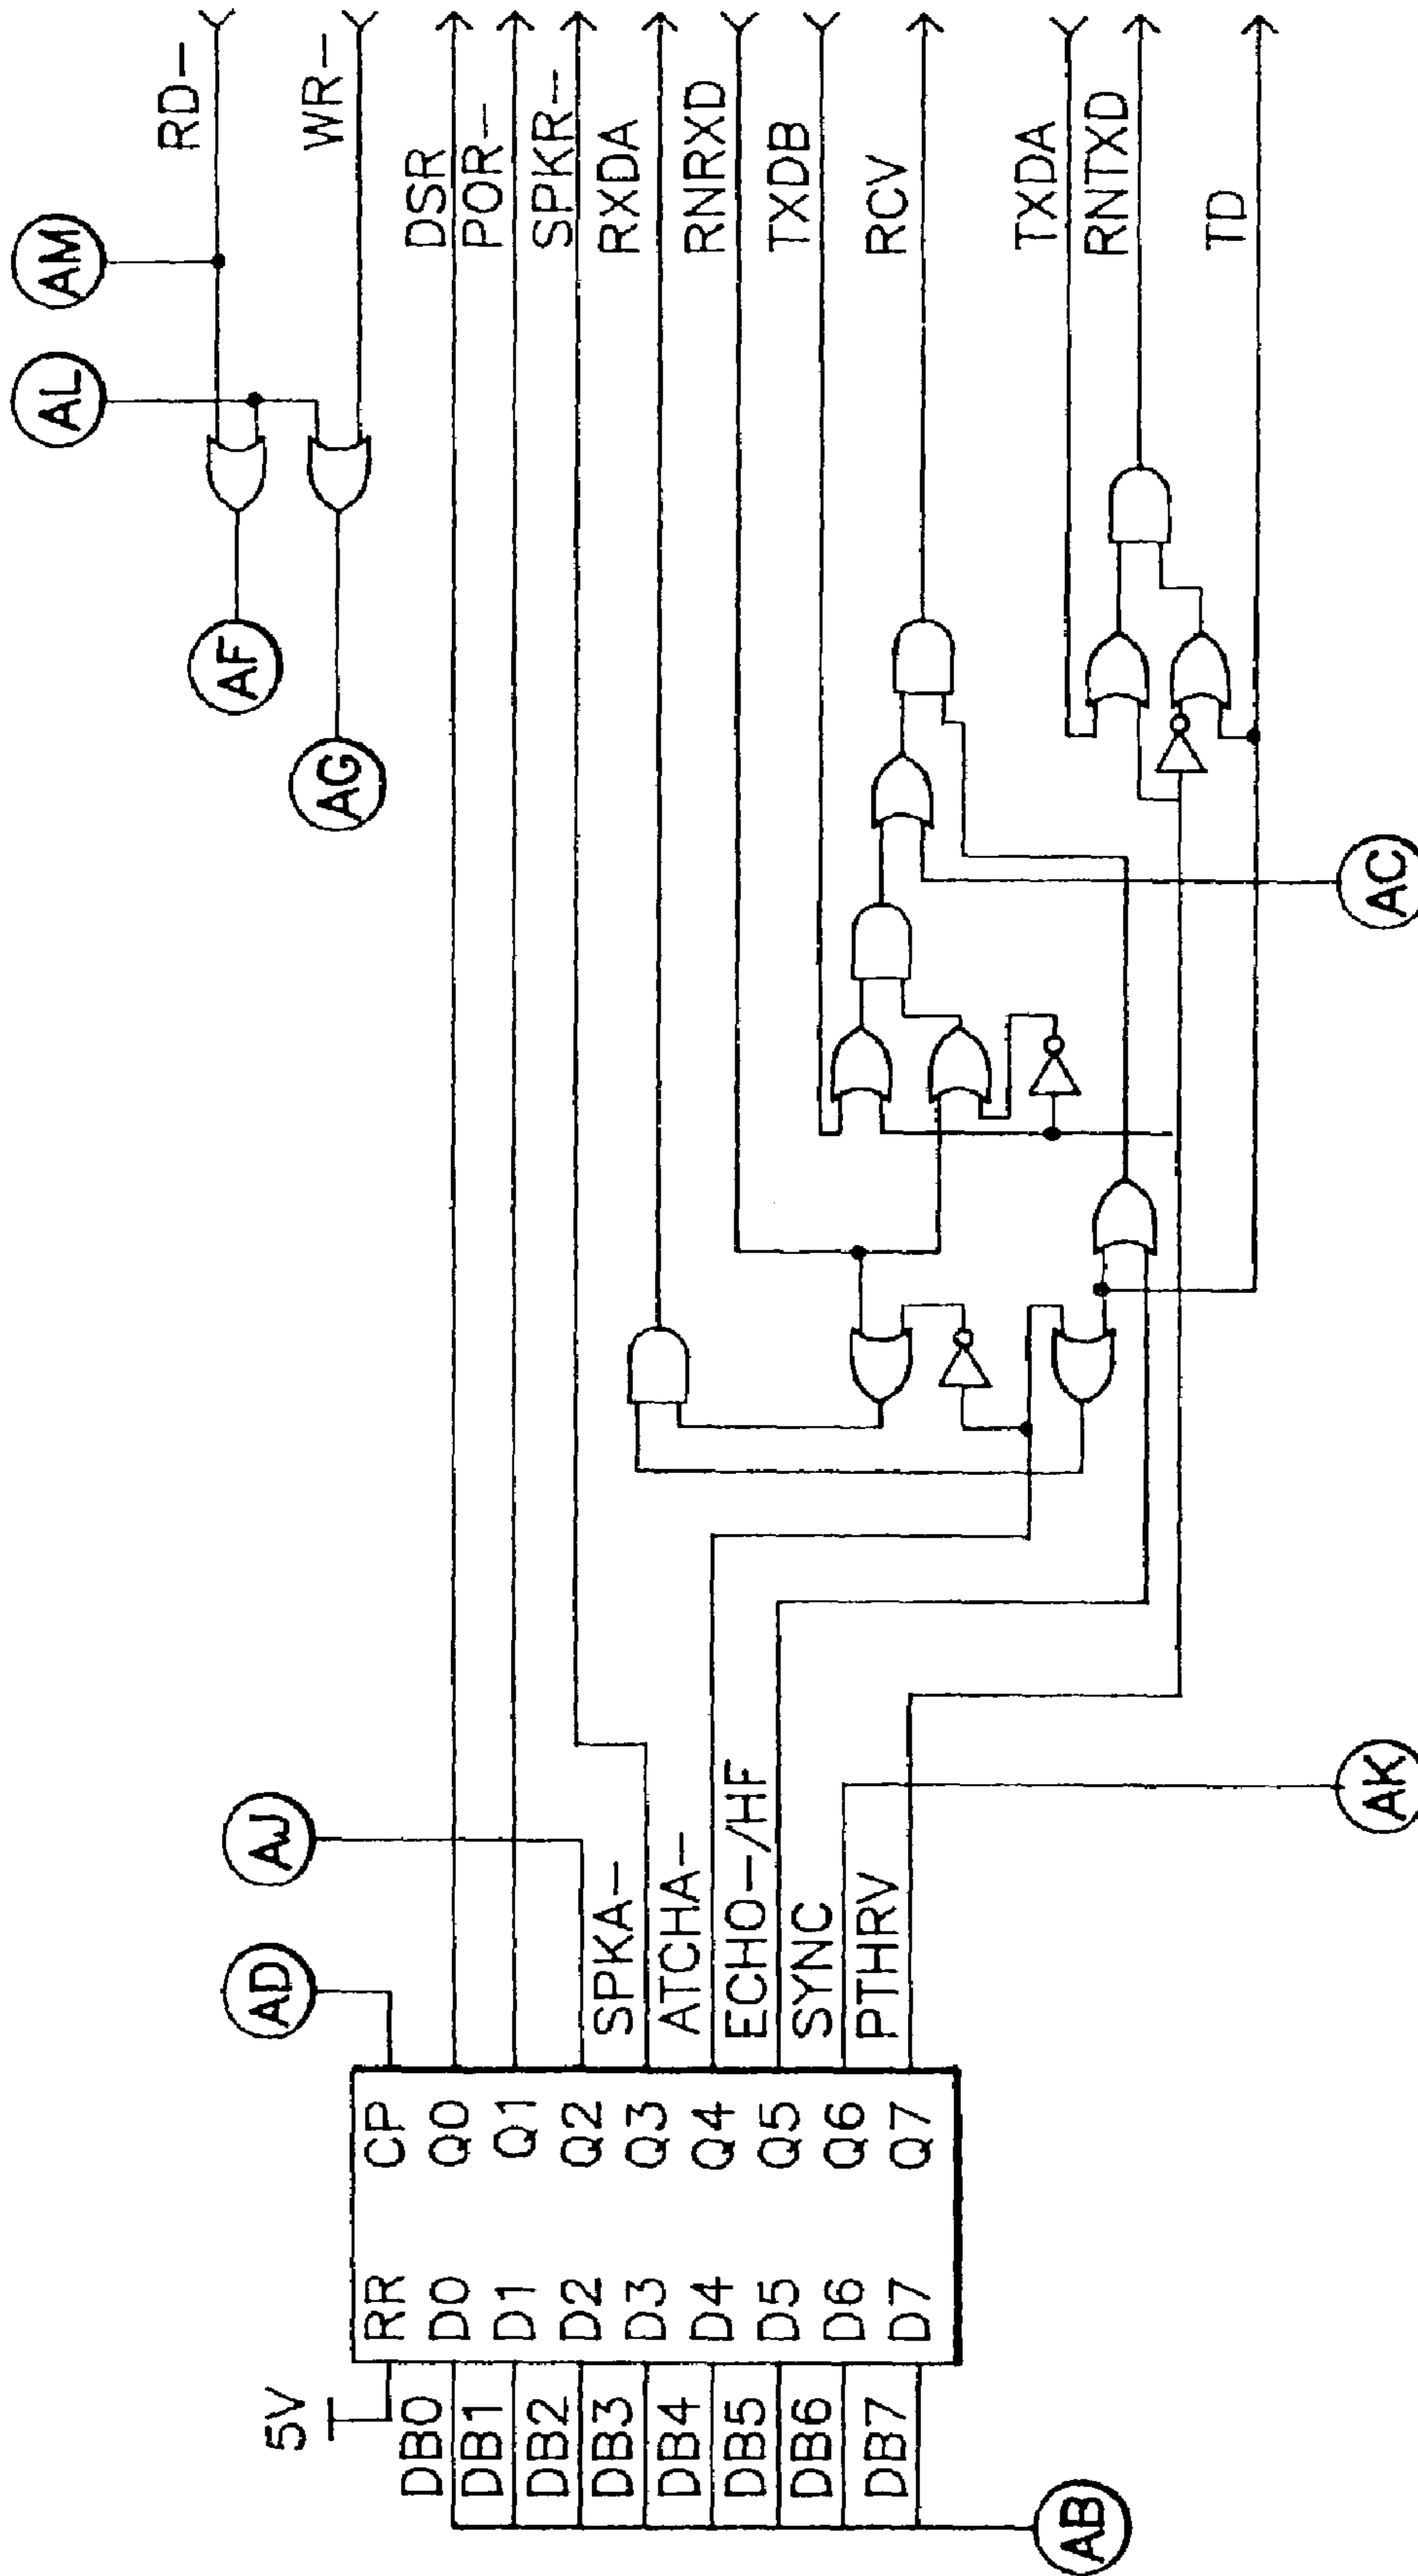 5V
DB0
DB1
DB2
DB3
DB4
DB5
DB6
DB7
AB
RR
D0
D1
D2
D3
D4
D5
D6
D7
CP
Q0
Q1
Q2
Q3
Q4
Q5
Q6
Q7
AD
AJ
SPKA-
ATCHA-
ECHO-/HF
SYNC
PTHRV
AK
AC
AF
AG
AL
AM
RD-
WR-
DSR
POR-
SPKR-
RXDA
RNRXD
TXDB
RCV
TXDA
RNTXD
TD